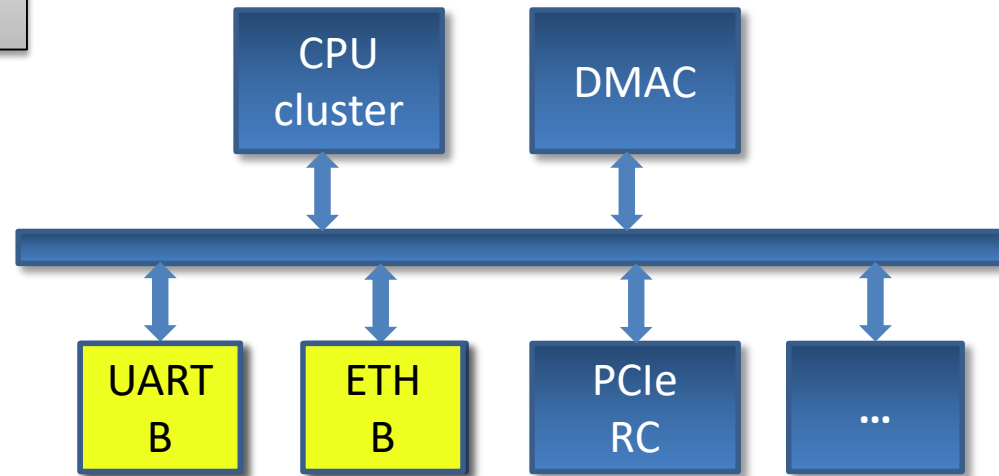 CPU
cluster
DMAC
UART
B
ETH
B
PCIe
RC
...